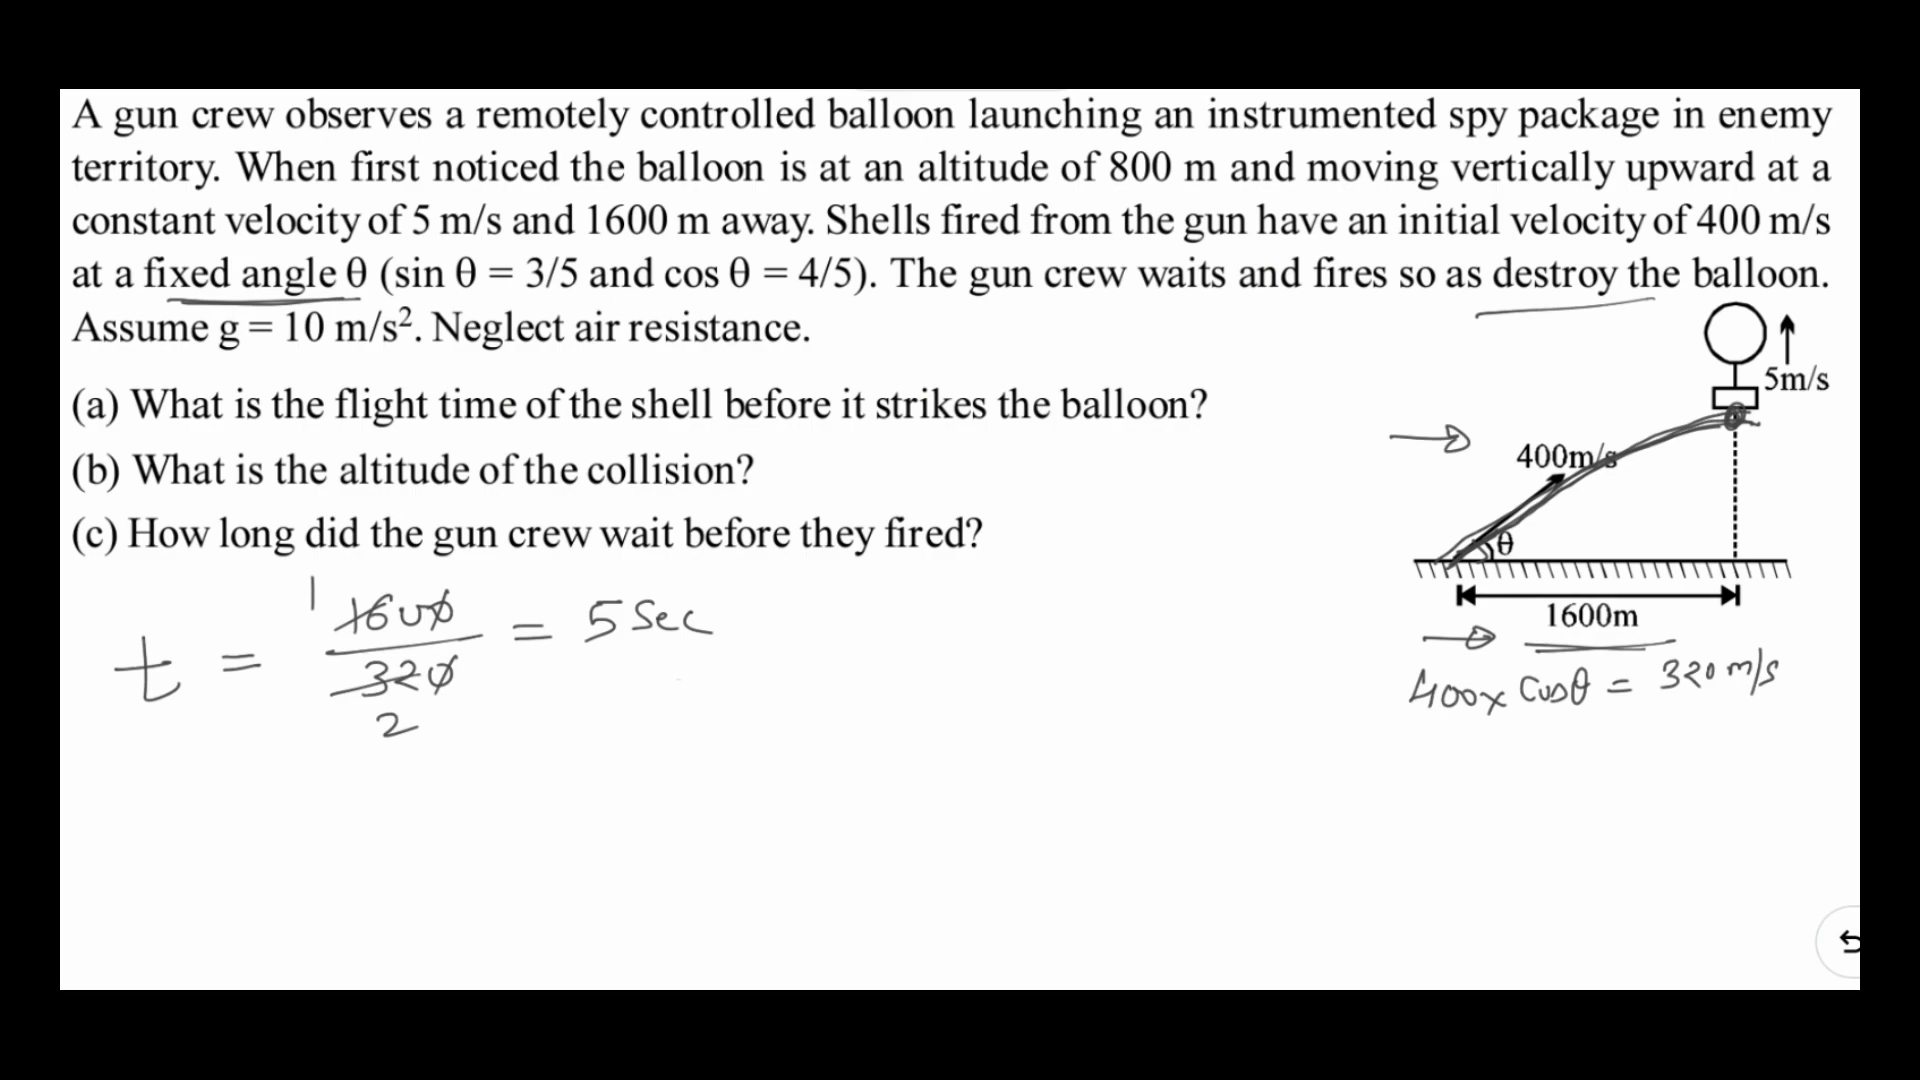 A gun crew observes a remotely controlled balloon launching an instrumented spy package in enemy
territory. When first noticed the balloon is at an altitude of 800 m and moving vertically upward at a
constant velocity of 5 m/s and 1600 m away. Shells fired from the gun have an initial velocity of 400 m/s
at a fixed angle θ (sin θ = 3/5 and cos θ = 4/5). The gun crew waits and fires so as destroy the balloon.
Assume g = 10 m/s². Neglect air resistance.
5m/s
(a) What is the flight time of the shell before it strikes the balloon?
400m/s
(b) What is the altitude of the collision?
(c) How long did the gun crew wait before they fired?
θ
1600m
1
t = 1600/320 = 5 Sec
2
400x Cosθ = 320 m/s